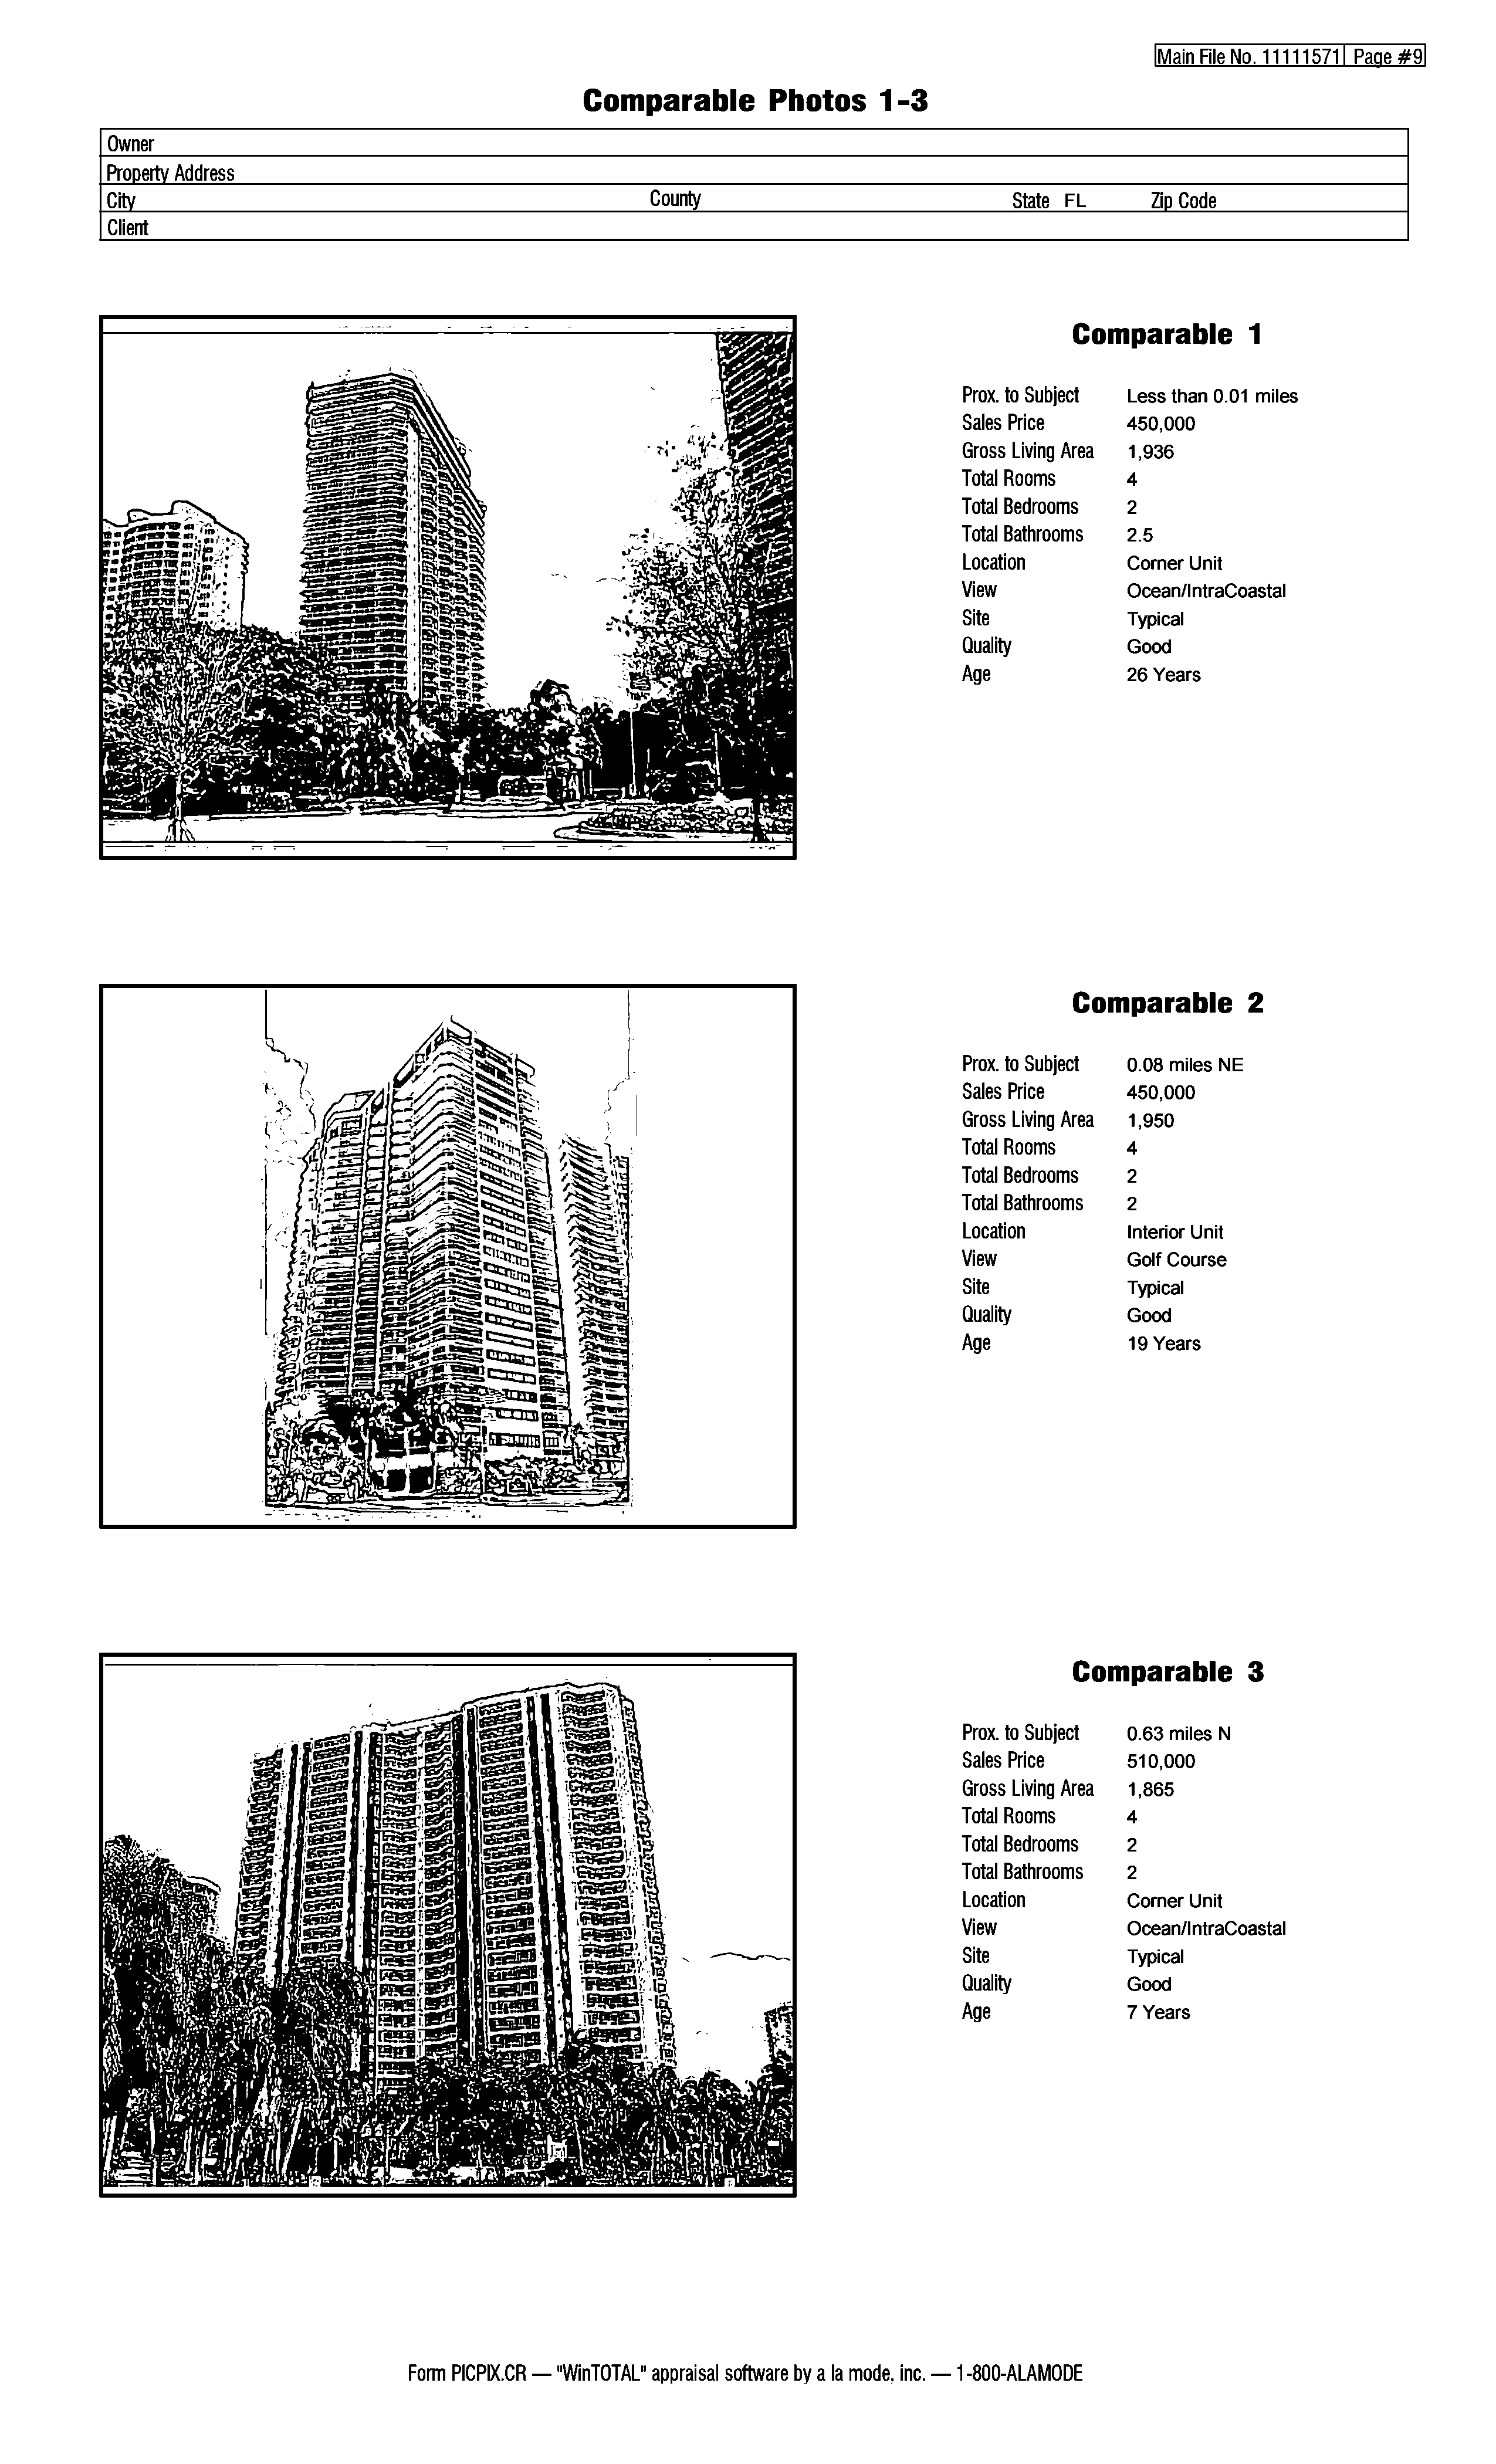 Main File No. 11111571 Page #9
Comparable Photos 1-3
Owner
Property Address
City County State FL Zip Code
Client
Comparable 1
Prox. to Subject Less than 0.01 miles
Sales Price 450,000
Gross Living Area 1,936
Total Rooms 4
Total Bedrooms 2
Total Bathrooms 2.5
Location Corner Unit
View Ocean/IntraCoastal
Site Typical
Quality Good
Age 26 Years
Comparable 2
Prox. to Subject 0.08 miles NE
Sales Price 450,000
Gross Living Area 1,950
Total Rooms 4
Total Bedrooms 2
Total Bathrooms 2
Location Interior Unit
View Golf Course
Site Typical
Quality Good
Age 19 Years
Comparable 3
Prox. to Subject 0.63 miles N
Sales Price 510,000
Gross Living Area 1,865
Total Rooms 4
Total Bedrooms 2
Total Bathrooms 2
Location Corner Unit
View Ocean/IntraCoastal
Site Typical
Quality Good
Age 7 Years
Form PICPIX.CR — "WinTOTAL" appraisal software by a la mode, inc. — 1-800-ALAMODE